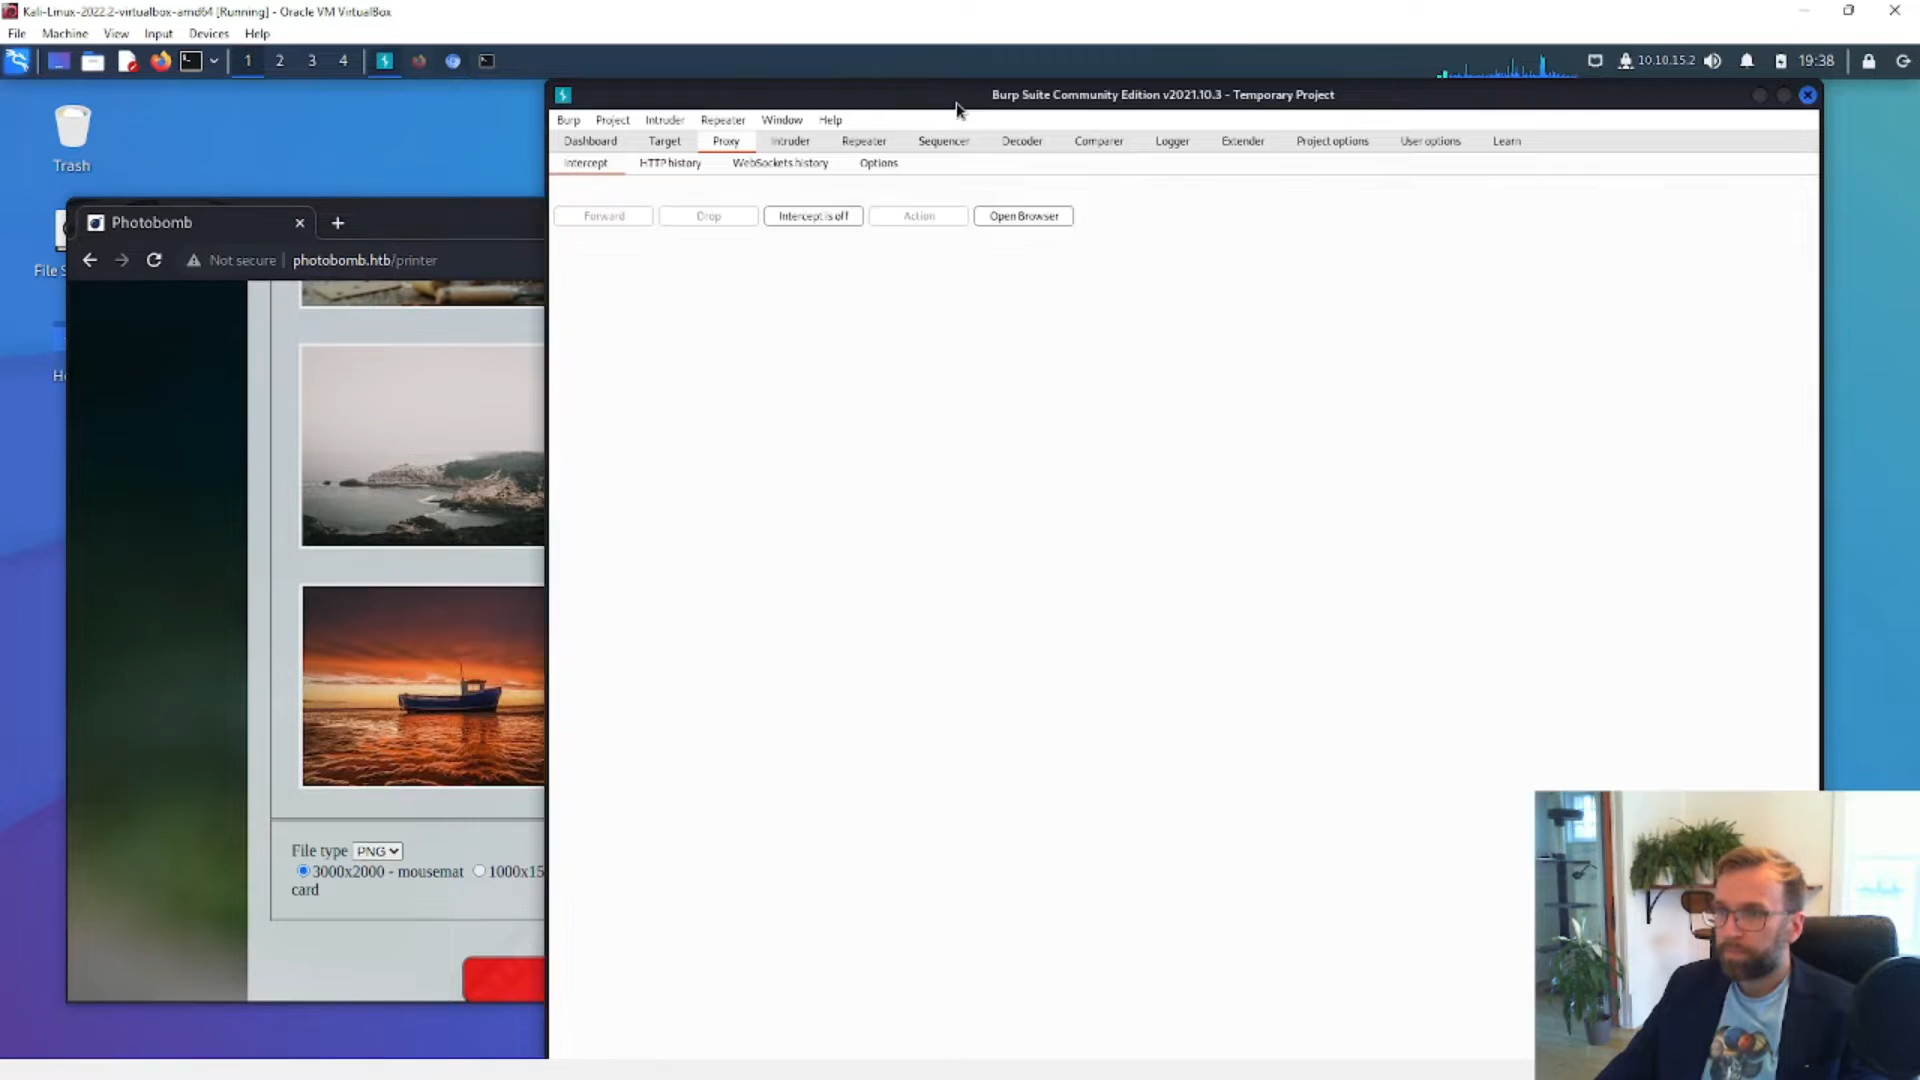 Kali-Linux-2022.2-virtualbox-amd64 [Running] - Oracle VM VirtualBox
File Machine View Input Devices Help
1 2 3 4
10.10.15.2
19:38
Trash
Burp Suite Community Edition v2021.10.3 - Temporary Project
Burp Project Intruder Repeater Window Help
Dashboard Target Proxy Intruder Repeater Sequencer Decoder Comparer Logger Extender Project options User options Learn
Intercept HTTP history WebSockets history Options
Forward Drop Intercept is off Action Open Browser
Photobomb
Not secure photobomb.htb/printer
File S
File type PNG
3000x2000 - mousemat 1000x15
card